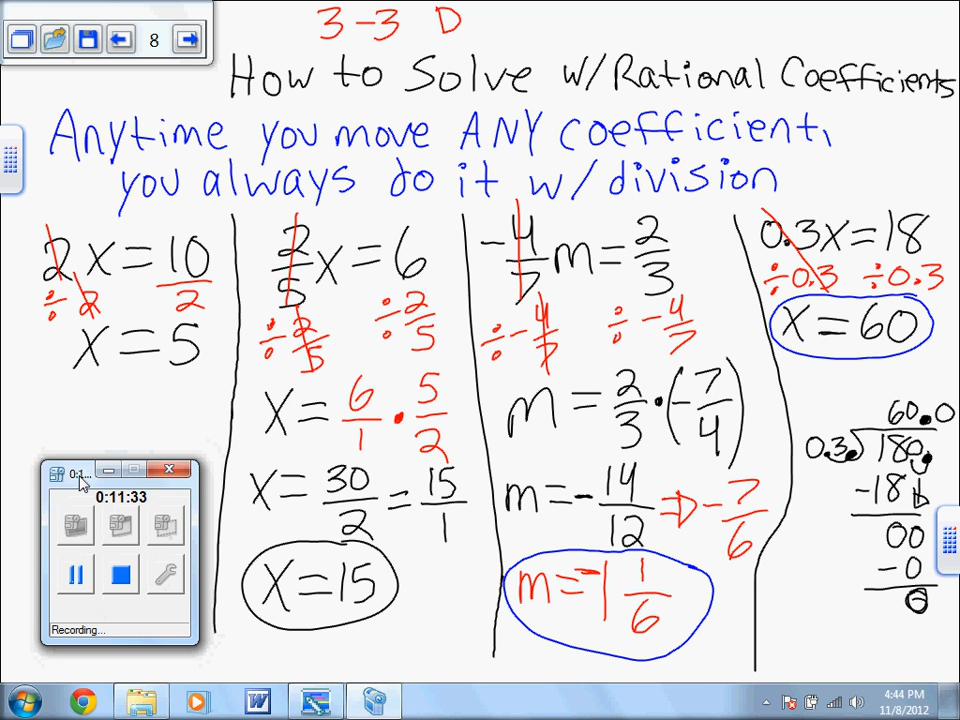 3-3 D
8
How to Solve w/Rational Coefficients
Anytime you move ANY coefficient,
you always do it w/division
2x=10
÷2 2
x=5
2/5 x=6
÷2/5 ÷2/5
x=6/1•5/2
x=30/2=15/1
x=15
-4/7 m=2/3
÷-4/7 ÷-4/7
m=2/3•(-7/4)
m=-14/12 ⇒ -7/6
m=-1 1/6
0.3x=18
÷0.3 ÷0.3
x=60
60.0
0.3.)180.
-18
00
-0
0
0:1...
0:11:33
Recording...
4:44 PM
11/8/2012